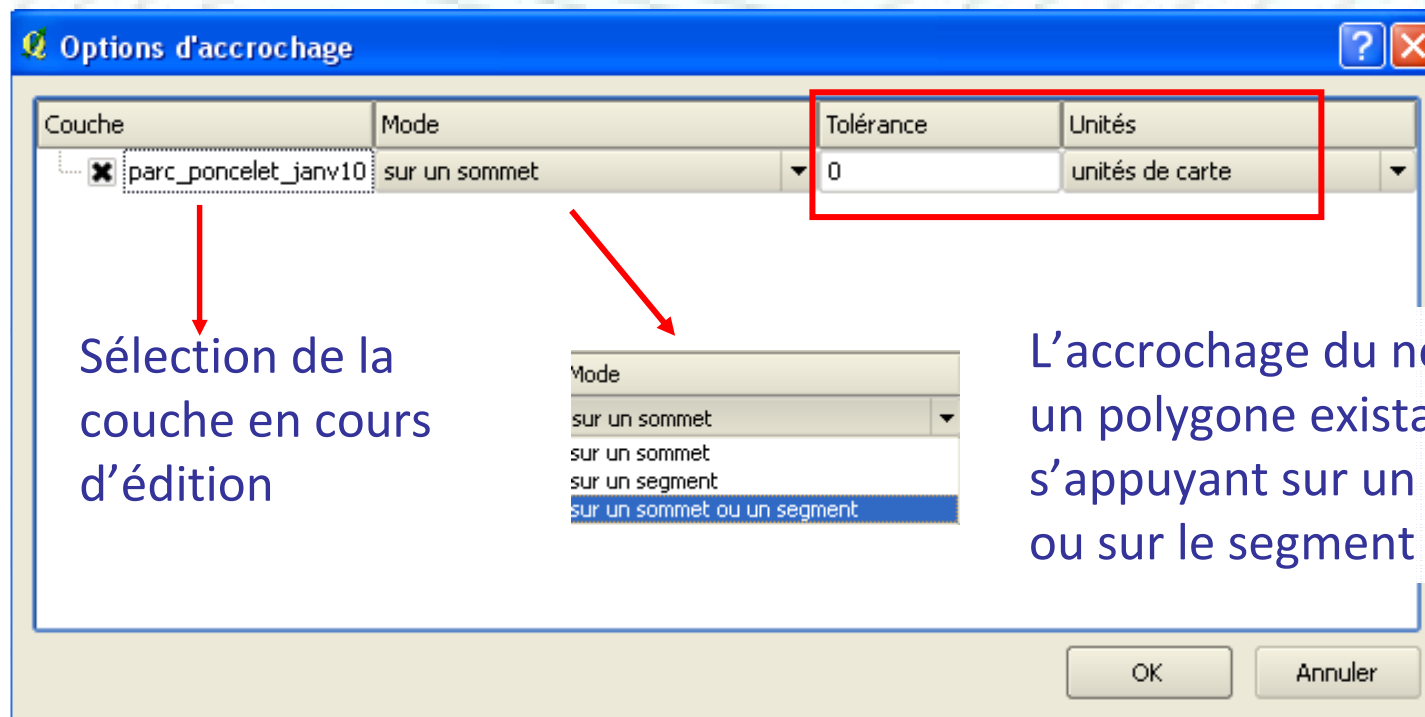 Options d'accrochage
Couche Mode Tolérance Unités
parc_poncelet_janv10 sur un sommet 0 unités de carte
Sélection de la
couche en cours
d’édition
Mode
sur un sommet
sur un sommet
sur un segment
sur un sommet ou un segment
L’accrochage du
un polygone
s’appuyant sur un
ou sur le segment
OK Annuler